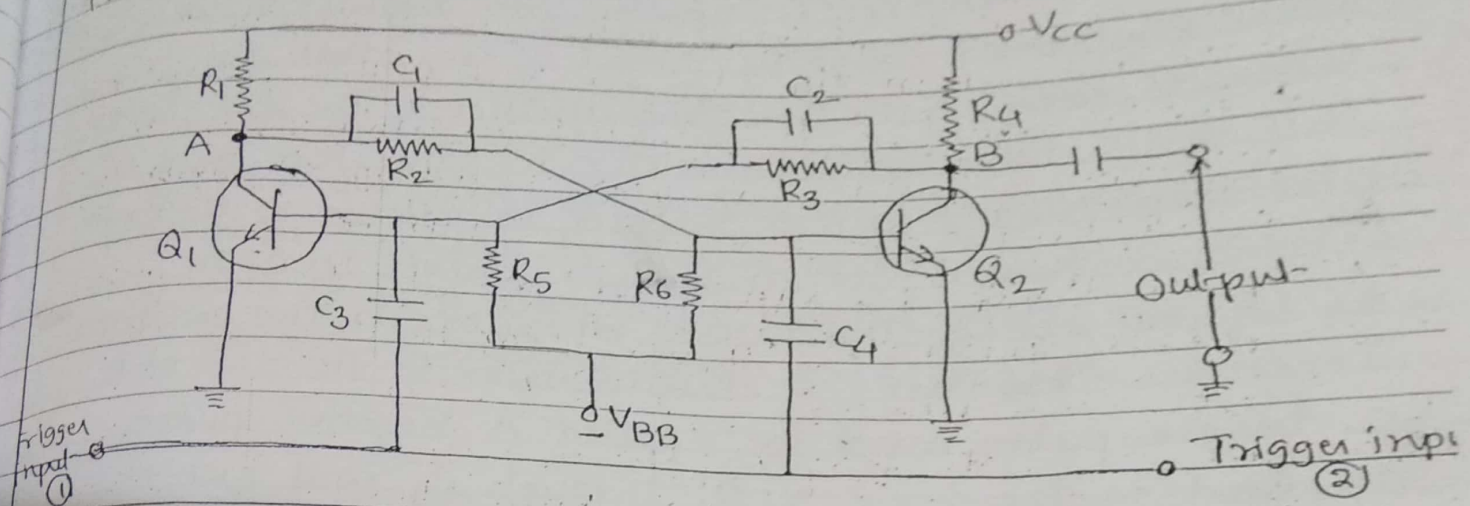 VCC
C1
R1
C2
R4
A
B
R2
R3
Q1
R5
R6
Q2
Output
C3
C4
- VBB
Trigger
input
①
Trigger inpu
②